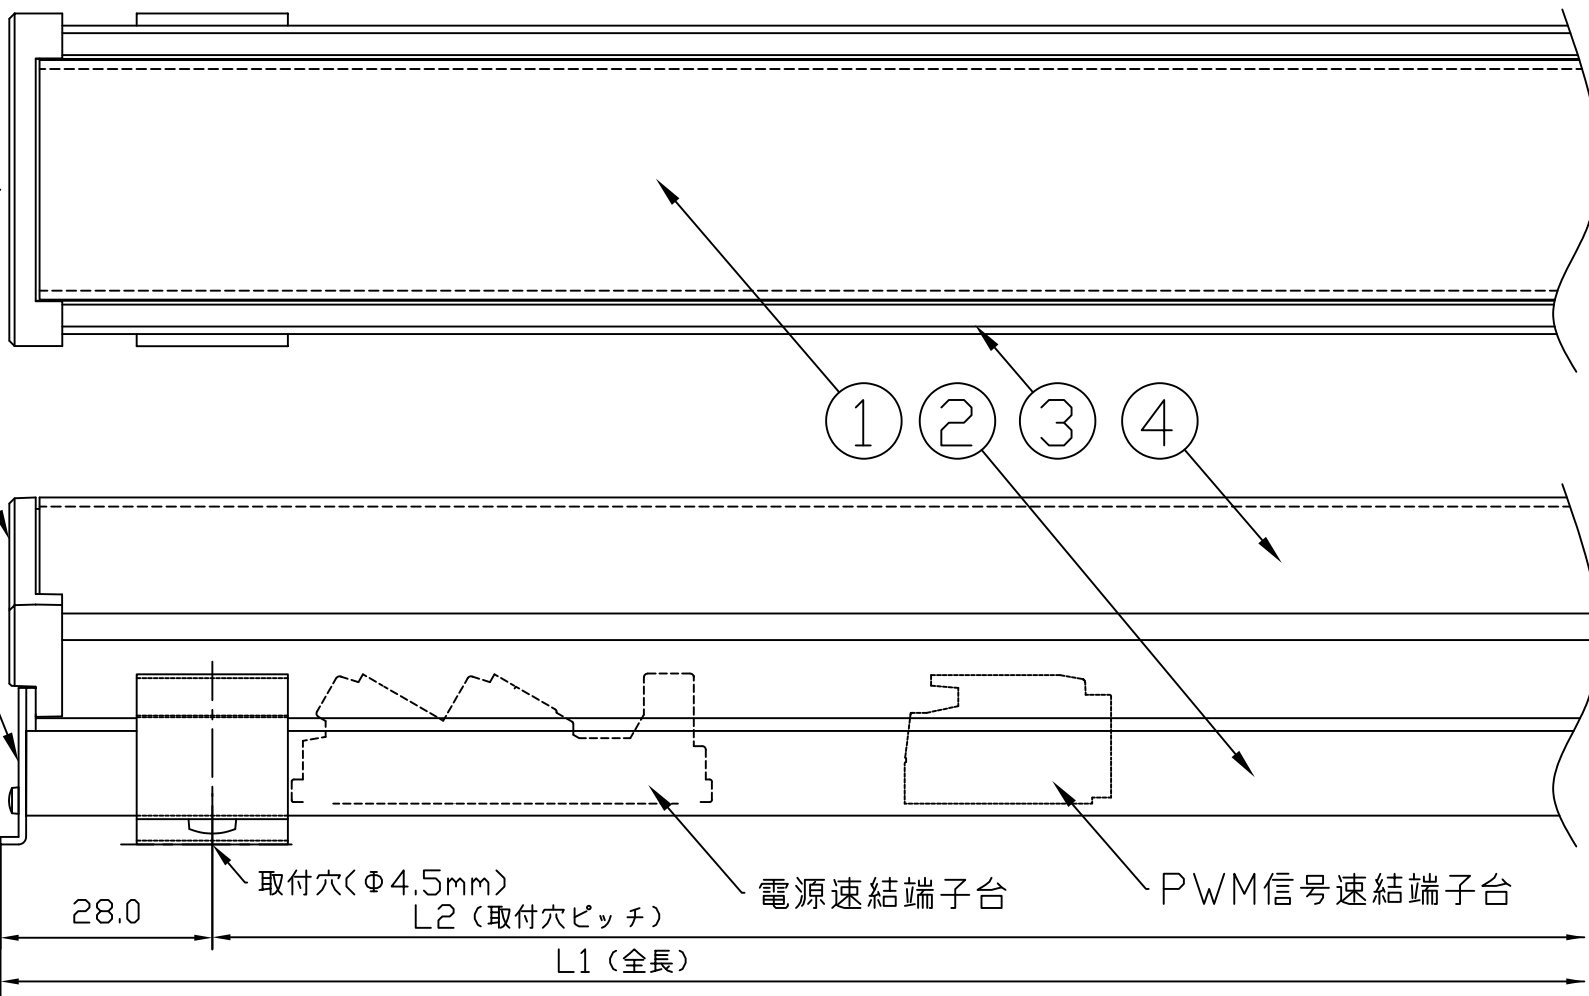 1 2 3 4
取付穴(Φ4.5mm)
電源速結端子台
PWM信号速結端子台
28.0
L2(取付穴ピッチ)
L1(全長)